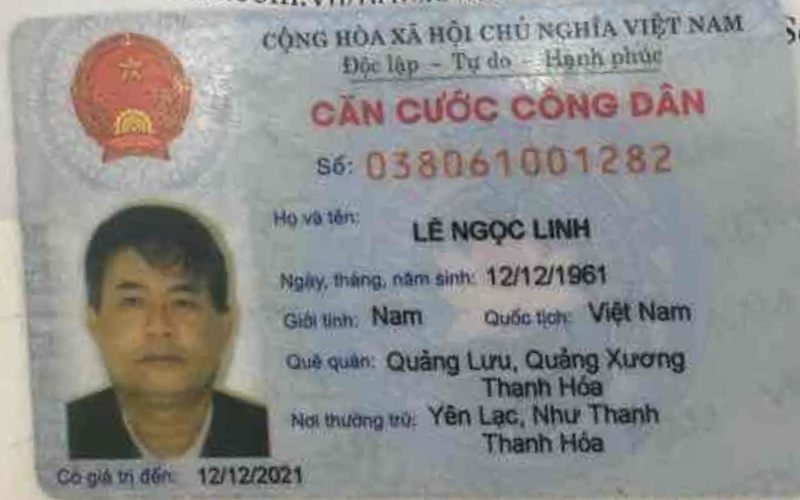 CỘNG HÒA XÃ HỘI CHỦ NGHĨA VIỆT NAM
Độc lập - Tự do - Hạnh phúc
CĂN CƯỚC CÔNG DÂN
Số: 038061001282
Họ và tên: LÊ NGỌC LINH
Ngày, tháng, năm sinh: 12/12/1961
Giới tính: Nam Quốc tịch: Việt Nam
Quê quán: Quảng Lưu, Quảng Xương
Thanh Hóa
Nơi thường trú: Yên Lạc, Như Thanh
Thanh Hóa
Có giá trị đến: 12/12/2021